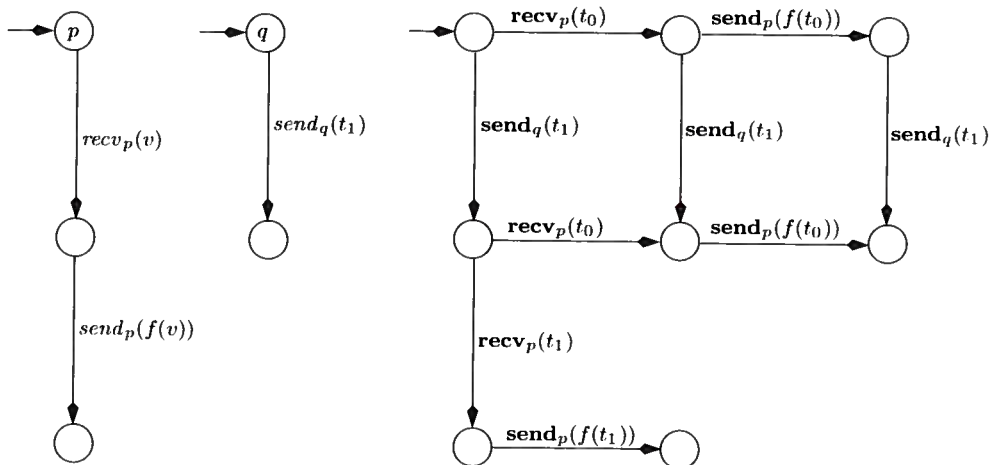 p
q
recv_p(t_0)
send_p(f(t_0))
recv_p(v)
send_q(t_1)
send_q(t_1)
send_q(t_1)
send_q(t_1)
recv_p(t_0)
send_p(f(t_0))
send_p(f(v))
recv_p(t_1)
send_p(f(t_1))